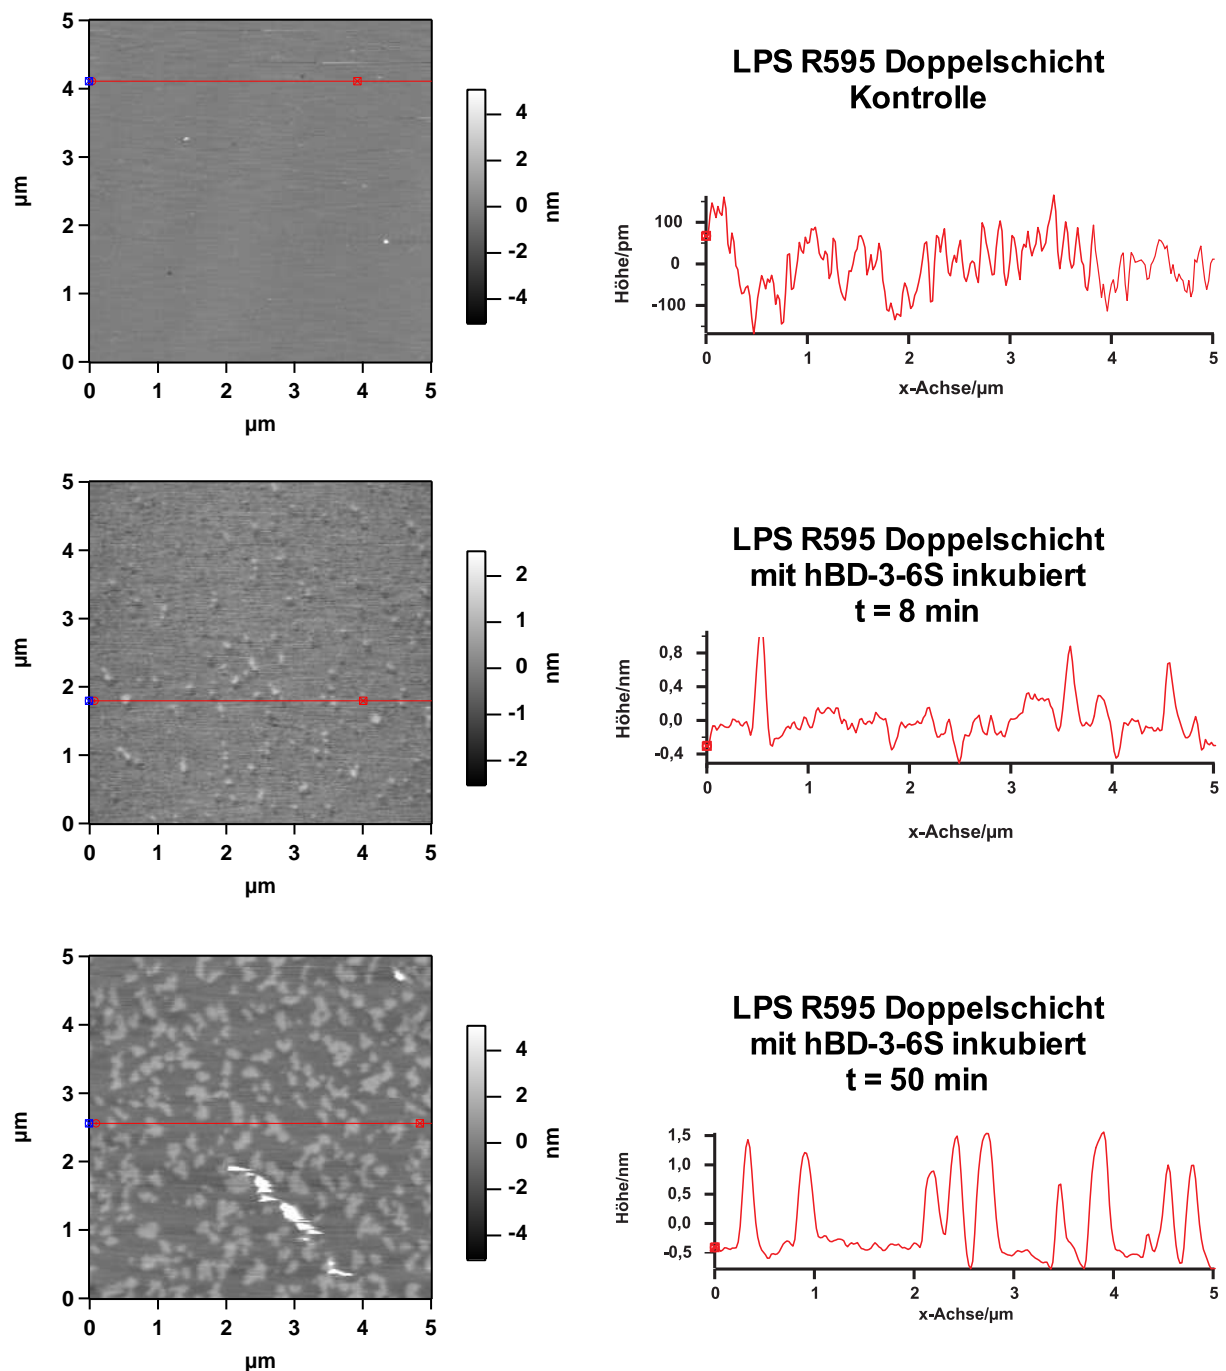 5
4
3
2
1
0
µm
0 1 2 3 4 5
µm
4
2
0
-2
-4
nm
LPS R595 Doppelschicht
Kontrolle
100
0
-100
Höhe/pm
0 1 2 3 4 5
x-Achse/µm
5
4
3
2
1
0
µm
0 1 2 3 4 5
µm
2
1
0
-1
-2
nm
LPS R595 Doppelschicht
mit hBD-3-6S inkubiert
t = 8 min
0,8
0,4
0,0
-0,4
Höhe/nm
0 1 2 3 4 5
x-Achse/µm
5
4
3
2
1
0
µm
0 1 2 3 4 5
µm
4
2
0
-2
-4
nm
LPS R595 Doppelschicht
mit hBD-3-6S inkubiert
t = 50 min
1,5
1,0
0,5
0,0
-0,5
Höhe/nm
0 1 2 3 4 5
x-Achse/µm